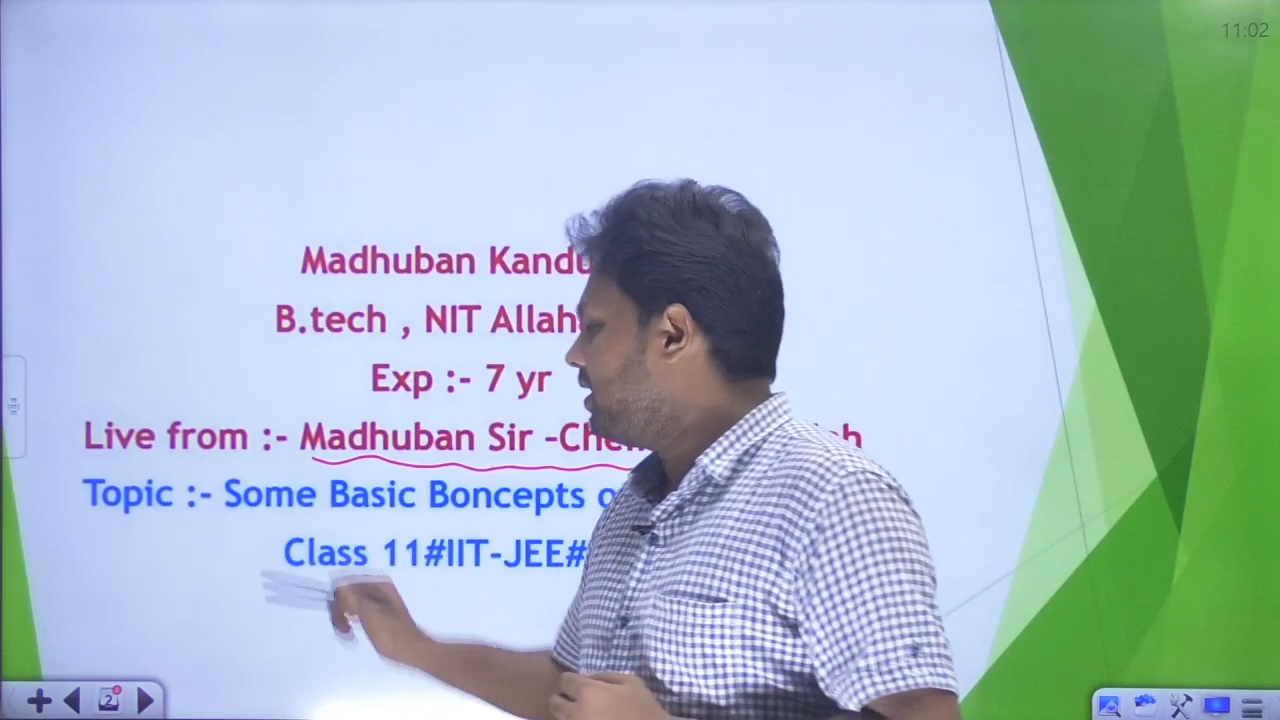 11:02
Madhuban Kandu
B.tech , NIT Allah
Exp :- 7 yr
Live from :- Madhuban Sir –Che
Topic :- Some Basic Boncepts o
Class 11#IIT-JEE#
2